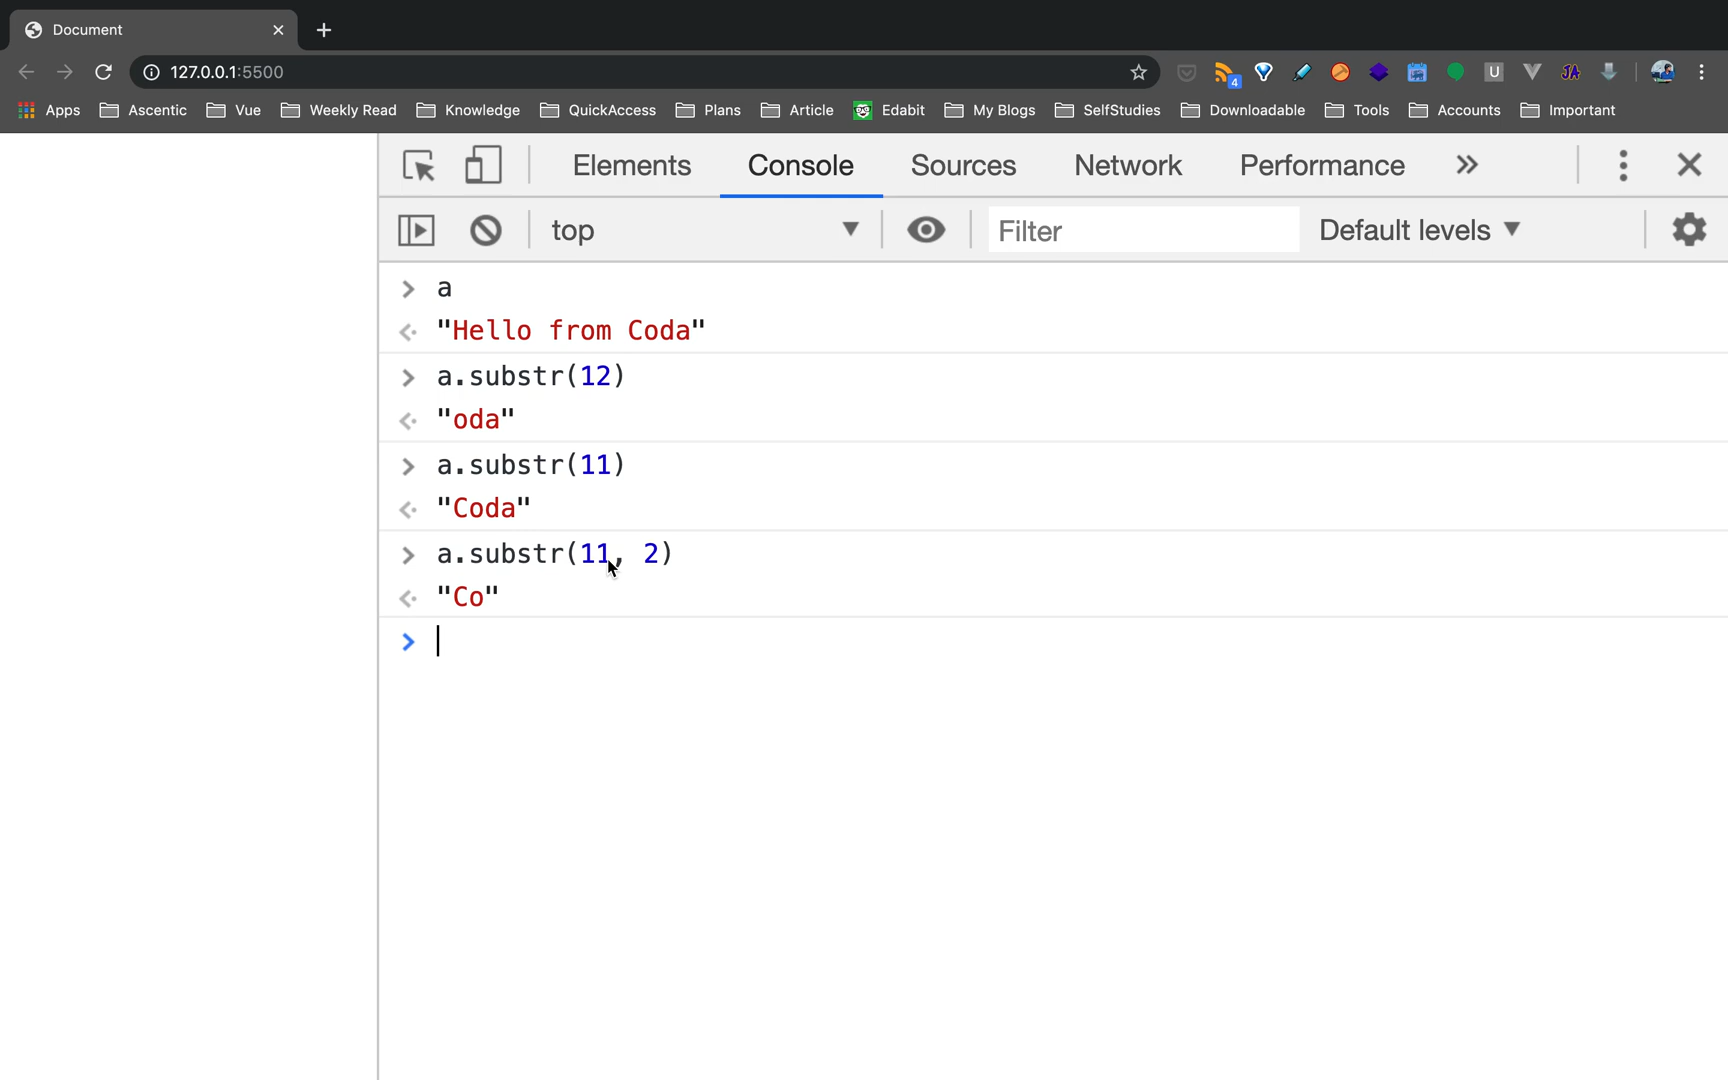 Document
127.0.0.1:5500
4 U JA
Apps Ascentic Vue Weekly Read Knowledge QuickAccess Plans Article Edabit My Blogs SelfStudies Downloadable Tools Accounts Important
Elements Console Sources Network Performance
top Filter Default levels
a
"Hello from Coda"
a.substr(12)
"oda"
a.substr(11)
"Coda"
a.substr(11, 2)
"Co"